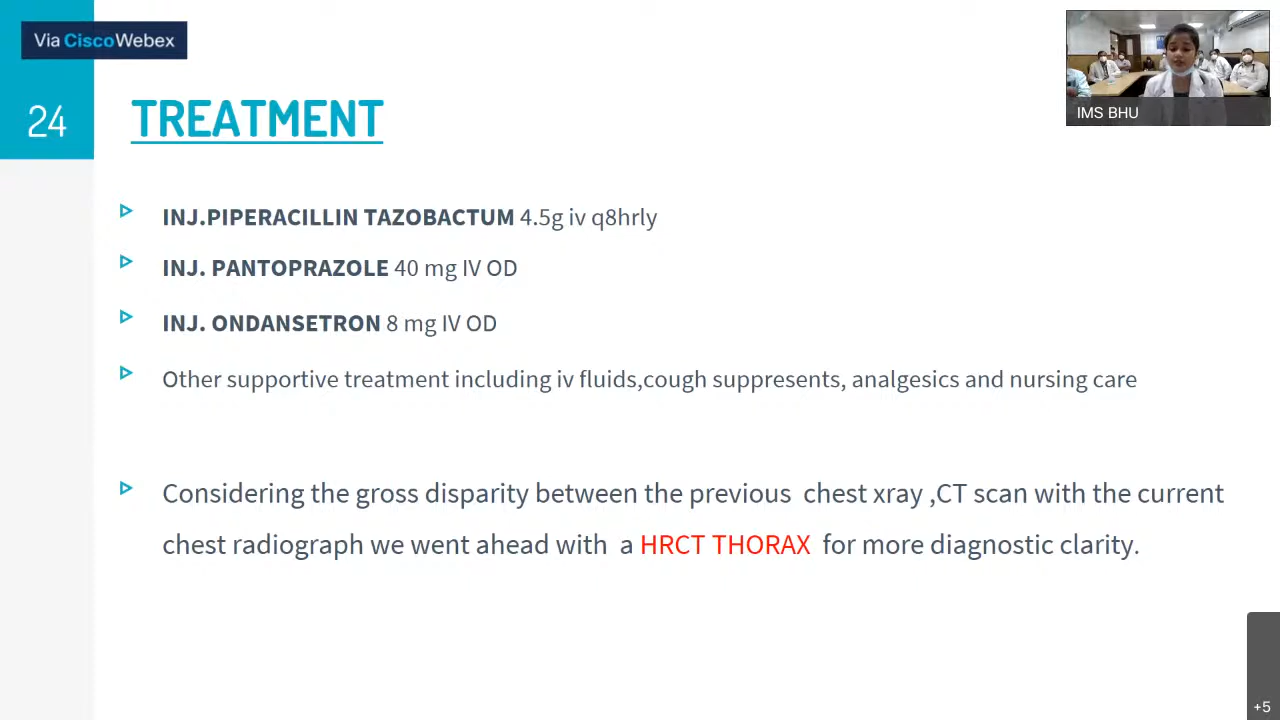 Via CiscoWebex
IMS BHU
24
TREATMENT
INJ.PIPERACILLIN TAZOBACTUM 4.5g iv q8hrly
INJ. PANTOPRAZOLE 40 mg IV OD
INJ. ONDANSETRON 8 mg IV OD
Other supportive treatment including iv fluids,cough suppresents, analgesics and nursing care
Considering the gross disparity between the previous chest xray ,CT scan with the current
chest radiograph we went ahead with a HRCT THORAX for more diagnostic clarity.
+5